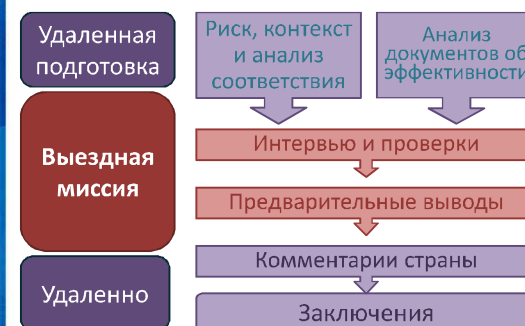 Удаленная
подготовка
Риск, контекст
и анализ
соответствия
Анализ
документов об
эффективности
Выездная
миссия
Интервью и проверки
Предварительные выводы
Удаленно
Комментарии страны
Заключения